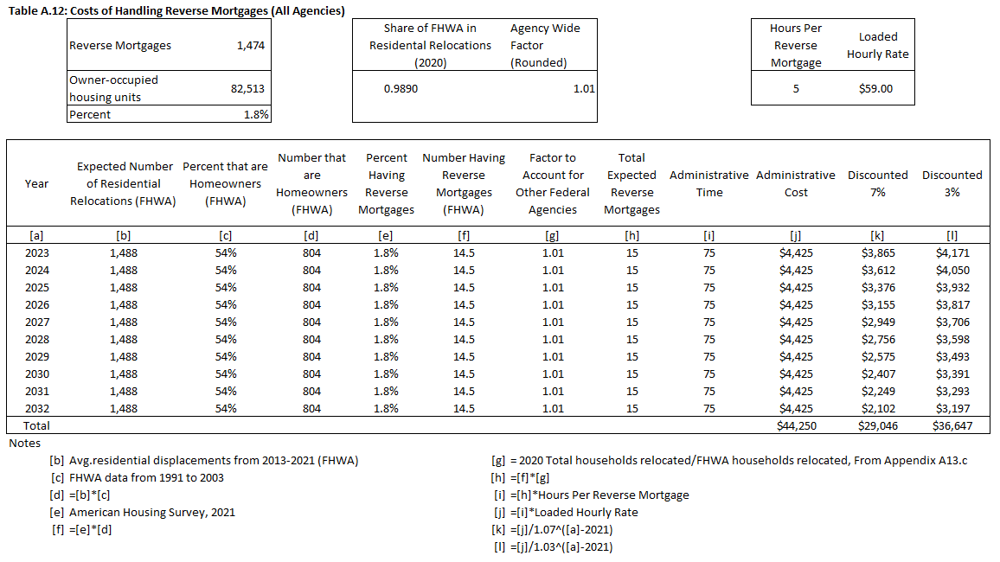 Table A.12: Costs of Handling Reverse Mortgages (All Agencies)
Reverse Mortgages 1,474
Owner-occupied
housing units 82,513
Percent 1.8%
Share of FHWA in Agency Wide
Residental Relocations Factor
(2020) (Rounded)
0.9890 1.01
Hours Per
Reverse
Mortgage
Loaded
Hourly Rate
5 $59.00
Year
Expected Number
of Residential
Relocations (FHWA)
Percent that are
Homeowners
(FHWA)
Number that
are
Homeowners
(FHWA)
Percent
Having
Reverse
Mortgages
Number Having
Reverse
Mortgages
(FHWA)
Factor to
Account for
Other Federal
Agencies
Total
Expected
Reverse
Mortgages
Administrative
Time
Administrative
Cost
Discounted
7%
Discounted
3%
[a] [b] [c] [d] [e] [f] [g] [h] [i] [j] [k] [l]
2023 1,488 54% 804 1.8% 14.5 1.01 15 75 $4,425 $3,865 $4,171
2024 1,488 54% 804 1.8% 14.5 1.01 15 75 $4,425 $3,612 $4,050
2025 1,488 54% 804 1.8% 14.5 1.01 15 75 $4,425 $3,376 $3,932
2026 1,488 54% 804 1.8% 14.5 1.01 15 75 $4,425 $3,155 $3,817
2027 1,488 54% 804 1.8% 14.5 1.01 15 75 $4,425 $2,949 $3,706
2028 1,488 54% 804 1.8% 14.5 1.01 15 75 $4,425 $2,756 $3,598
2029 1,488 54% 804 1.8% 14.5 1.01 15 75 $4,425 $2,575 $3,493
2030 1,488 54% 804 1.8% 14.5 1.01 15 75 $4,425 $2,407 $3,391
2031 1,488 54% 804 1.8% 14.5 1.01 15 75 $4,425 $2,249 $3,293
2032 1,488 54% 804 1.8% 14.5 1.01 15 75 $4,425 $2,102 $3,197
Total $44,250 $29,046 $36,647
Notes
[b] Avg.residential displacements from 2013-2021 (FHWA)
[c] FHWA data from 1991 to 2003
[d] =[b]*[c]
[e] American Housing Survey, 2021
[f] =[e]*[d]
[g] = 2020 Total households relocated/FHWA households relocated, From Appendix A13.c
[h] =[f]*[g]
[i] =[h]*Hours Per Reverse Mortgage
[j] =[i]*Loaded Hourly Rate
[k] =[j]/1.07^([a]-2021)
[l] =[j]/1.03^([a]-2021)